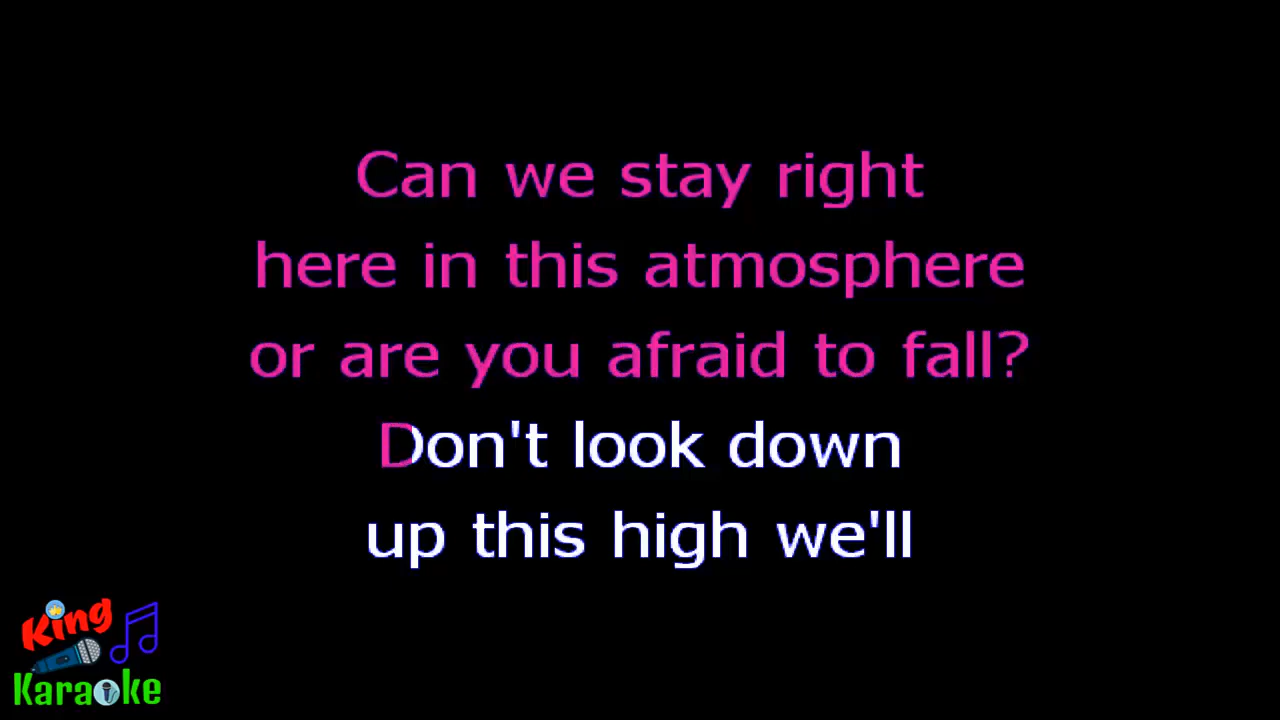 Can we stay right
here in this atmosphere
or are you afraid to fall?
Don't look down
up this high we'll
King
Karaoke